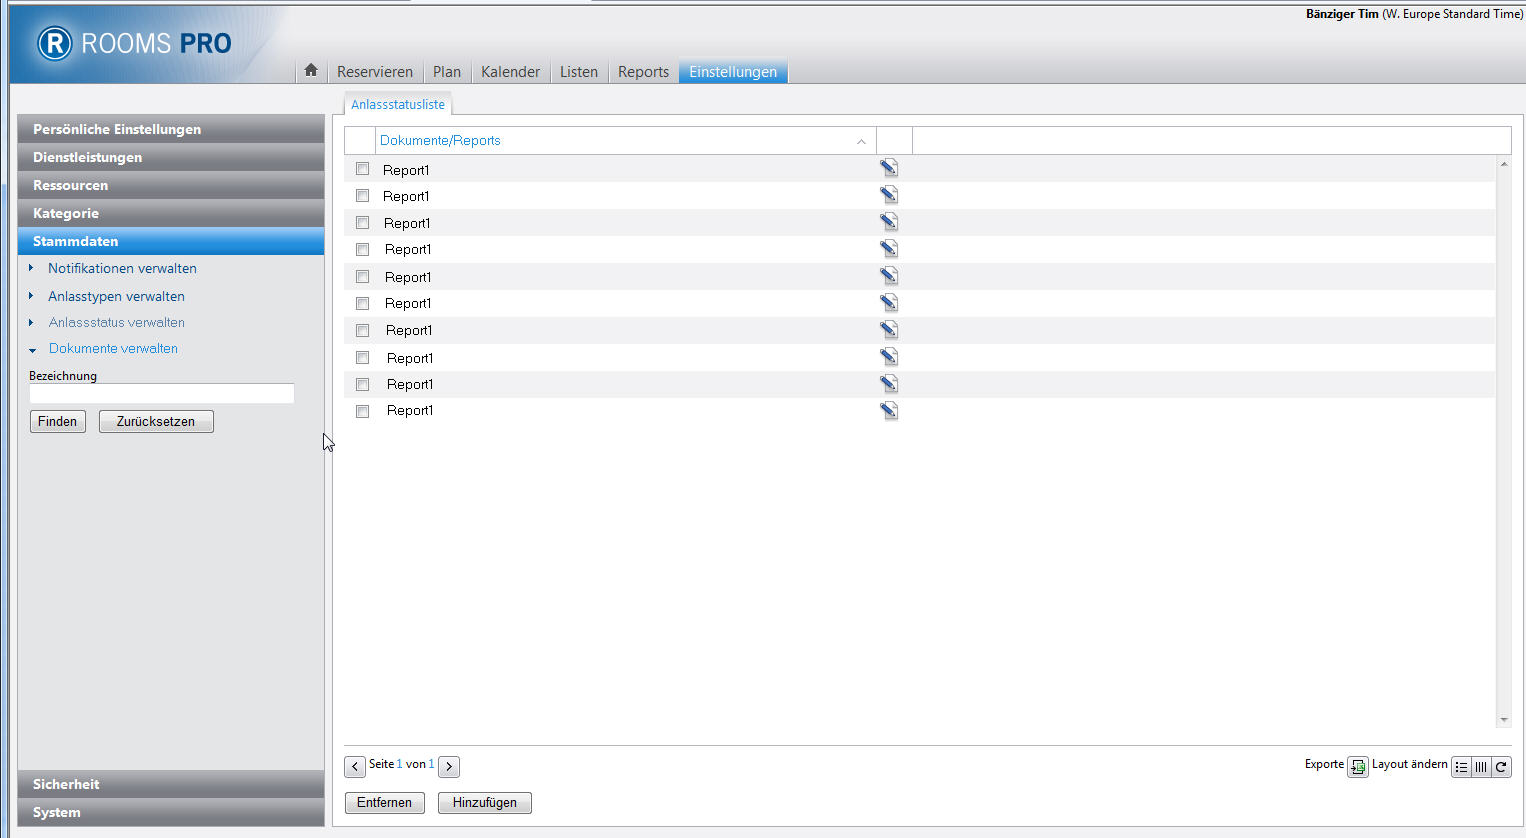 Bänziger Tim (W. Europe Standard Time)
R ROOMS PRO
Reservieren Plan Kalender Listen Reports Einstellungen
Anlassstatusliste
Persönliche Einstellungen
Dienstleistungen
Ressourcen
Kategorie
Stammdaten
Notifikationen verwalten
Anlasstypen verwalten
Anlassstatus verwalten
Dokumente verwalten
Bezeichnung
Finden Zurücksetzen
Sicherheit
System
Dokumente/Reports
Report1
Report1
Report1
Report1
Report1
Report1
Report1
Report1
Report1
Report1
< Seite 1 von 1 >
Exporte Layout ändern
Entfernen Hinzufügen